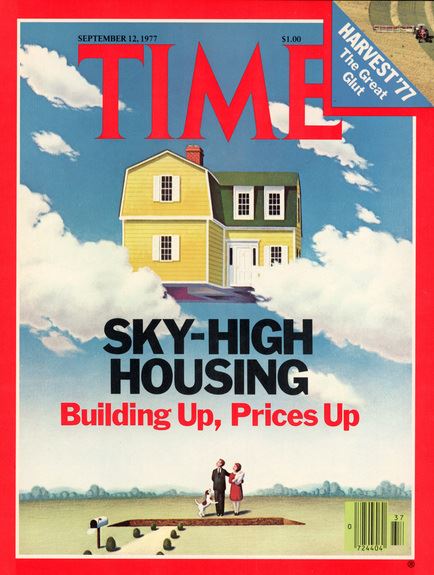 SEPTEMBER 12, 1977
$1.00
TIME
HARVEST '77
The Great
Glut
SKY-HIGH
HOUSING
Building Up, Prices Up
37
0
724404
®